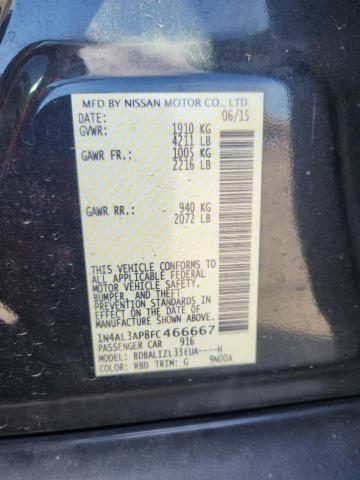 MFD BY NISSAN MOTOR CO., LTD.
DATE: 06/15
GVWR: 1910 KG
4211 LB
GAWR FR: 1005 KG
2216 LB
GAWR RR: 940 KG
2072 LB
THIS VEHICLE CONFORMS TO
ALL APPLICABLE FEDERAL
MOTOR VEHICLE SAFETY,
BUMPER, AND THEFT
PREVENTION STANDARDS IN
EFFECT ON THE DATE OF
MANUFACTURE SHOWN ABOVE.
1N4AL3AP8FC466667
PASSENGER CAR 916
MODEL: BDBALIZL33EUA----H
COLOR: RBD TRIM: G 9N00A